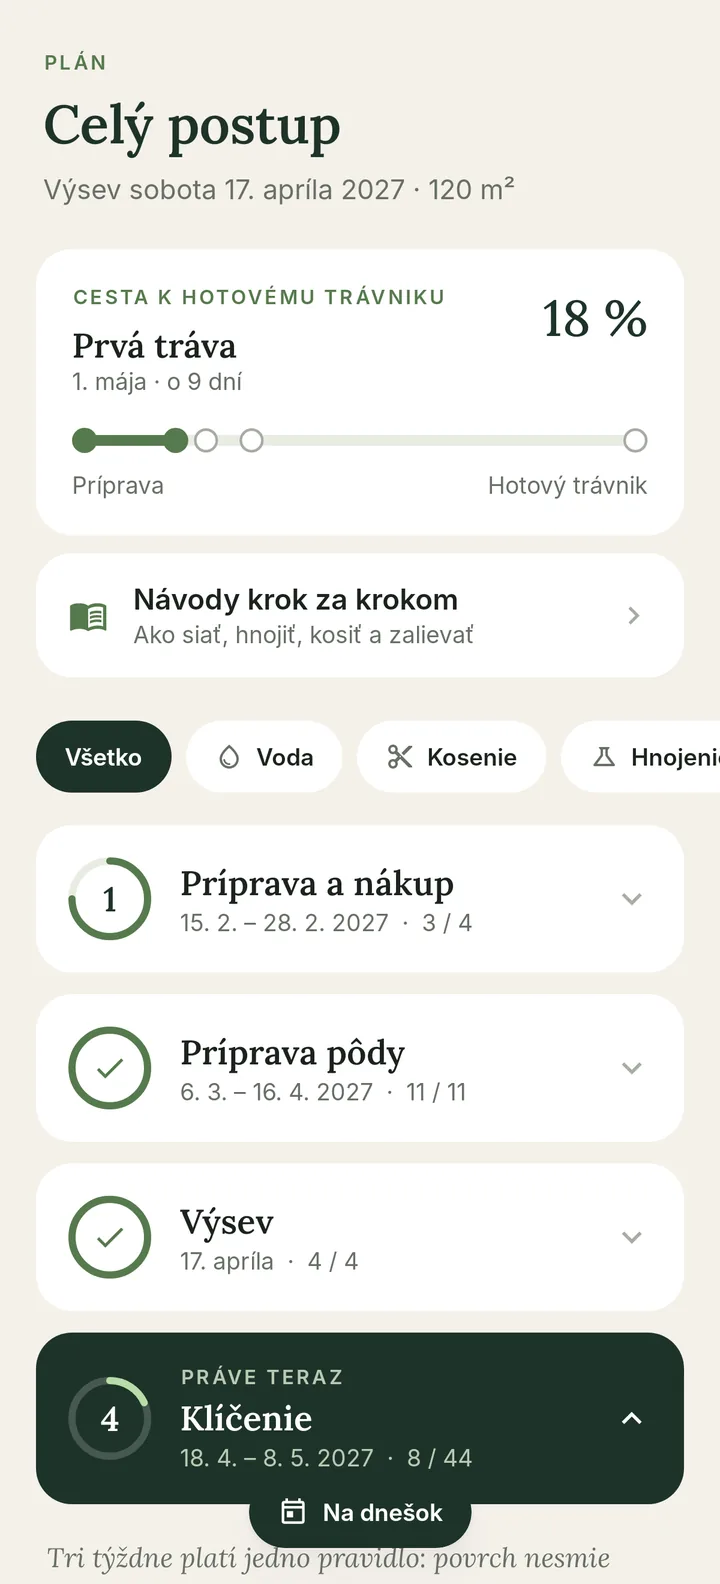 PLÁN
Celý postup
Výsev sobota 17. apríla 2027 · 120 m²
CESTA K HOTOVÉMU TRÁVNIKU
18 %
Prvá tráva
1. mája · o 9 dní
Príprava
Hotový trávnik
Návody krok za krokom
Ako siať, hnojiť, kosiť a zalievať
Všetko
Voda
Kosenie
Hnojenie
1
Príprava a nákup
15. 2. – 28. 2. 2027 · 3 / 4
Príprava pôdy
6. 3. – 16. 4. 2027 · 11 / 11
Výsev
17. apríla · 4 / 4
PRÁVE TERAZ
4
Klíčenie
18. 4. – 8. 5. 2027 · 8 / 44
Na dnešok
Tri týždne platí jedno pravidlo: povrch nesmie